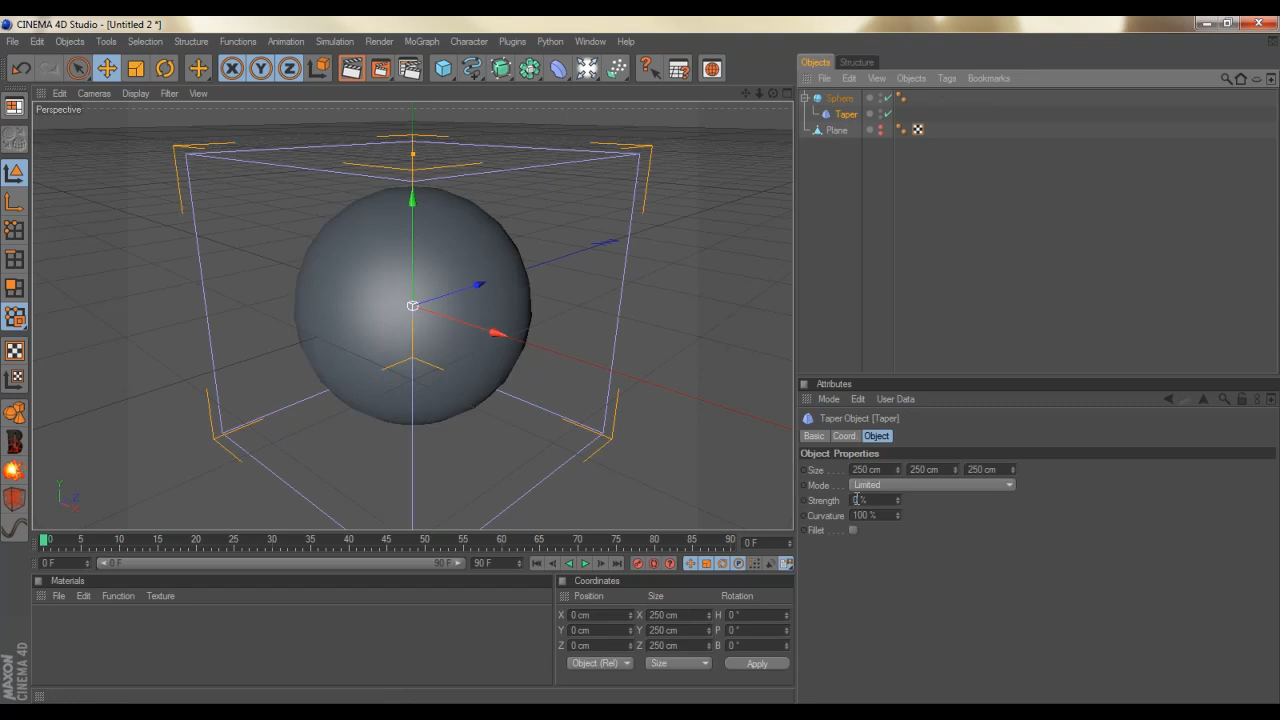 CINEMA 4D Studio - [Untitled 2 *]
File Edit Objects Tools Selection Structure Functions Animation Simulation Render MoGraph Character Plugins Python Window Help
Edit Cameras Display Filter View
Perspective
Y
Z
X
0 5 10 15 20 25 30 35 40 45 50 55 60 65 70 75 80 85 90 0 F
0 F 0 F 90 F 90 F
Materials
File Edit Function Texture
Coordinates
Position Size Rotation
X 0 cm X 250 cm H 0 °
Y 0 cm Y 250 cm P 0 °
Z 0 cm Z 250 cm B 0 °
Object (Rel) Size Apply
MAXON
CINEMA 4D
Objects Structure
File Edit View Objects Tags Bookmarks
Sphere
Taper
Plane
Attributes
Mode Edit User Data
Taper Object [Taper]
Basic Coord. Object
Object Properties
Size . . . . 250 cm 250 cm 250 cm
Mode . . . Limited
Strength 0 %
Curvature 100 %
Fillet . . . .